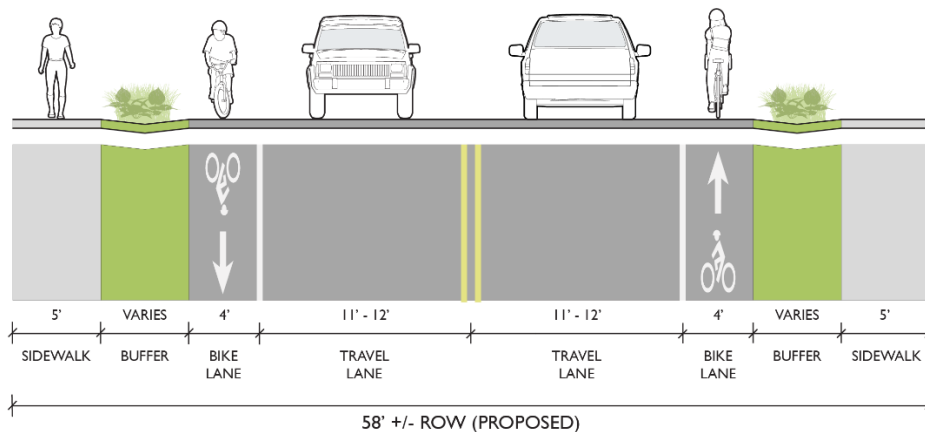 5' VARIES 4' 11' - 12' 11' - 12' 4' VARIES 5'
SIDEWALK BUFFER BIKE LANE TRAVEL LANE TRAVEL LANE BIKE LANE BUFFER SIDEWALK
58' +/- ROW (PROPOSED)